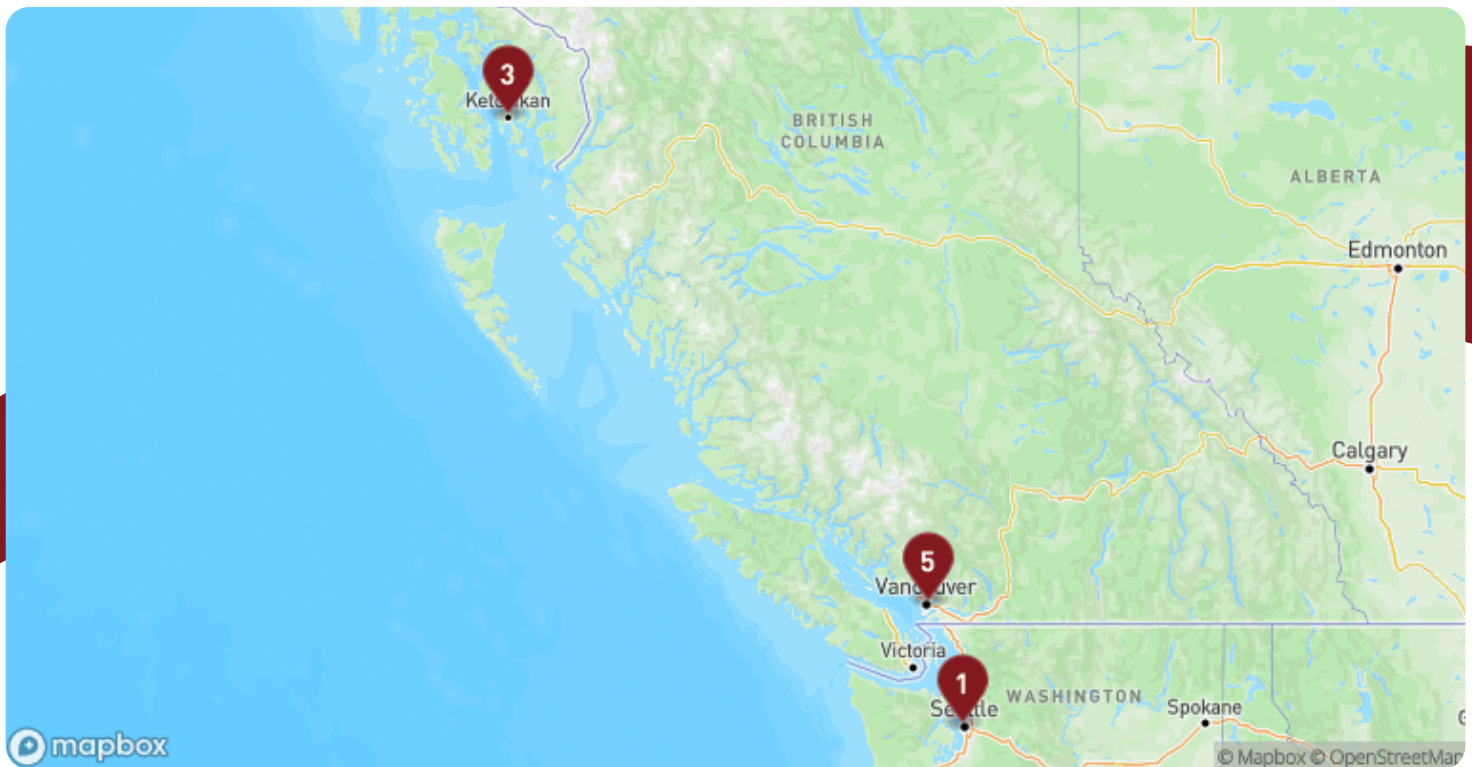 3
Ketchikan
BRITISH
COLUMBIA
ALBERTA
Edmonton
Calgary
5
Vancouver
Victoria
1
Seattle
WASHINGTON
Spokane
mapbox
© Mapbox © OpenStreetMap